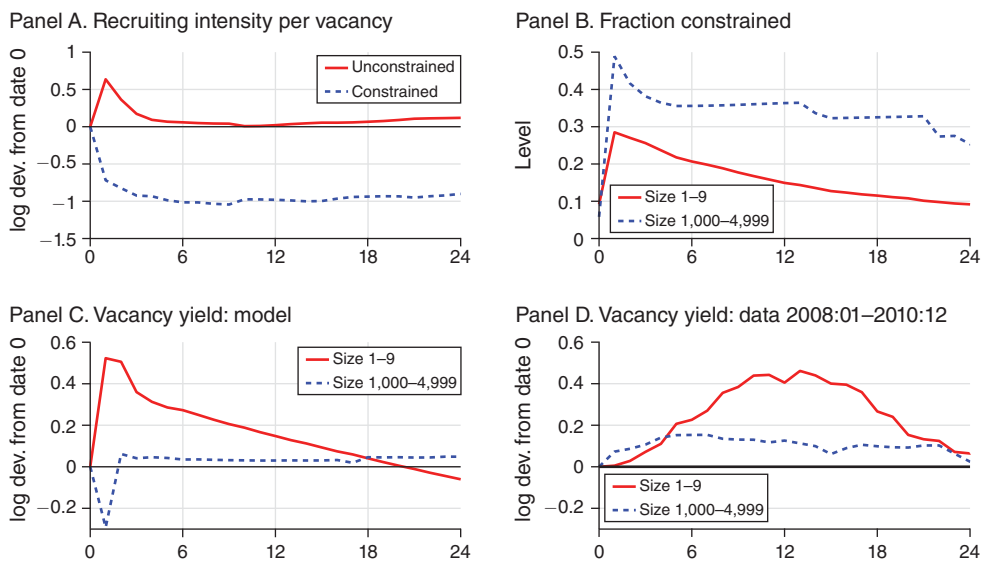 Panel A. Recruiting intensity per vacancy
log dev. from date 0
1
0.5
0
−0.5
−1
−1.5
Unconstrained
Constrained
0 6 12 18 24
Panel B. Fraction constrained
Level
0.5
0.4
0.3
0.2
0.1
0
Size 1–9
Size 1,000–4,999
0 6 12 18 24
Panel C. Vacancy yield: model
log dev. from date 0
0.6
0.4
0.2
0
−0.2
Size 1–9
Size 1,000–4,999
0 6 12 18 24
Panel D. Vacancy yield: data 2008:01–2010:12
log dev. from date 0
0.6
0.4
0.2
0
−0.2
Size 1–9
Size 1,000–4,999
0 6 12 18 24